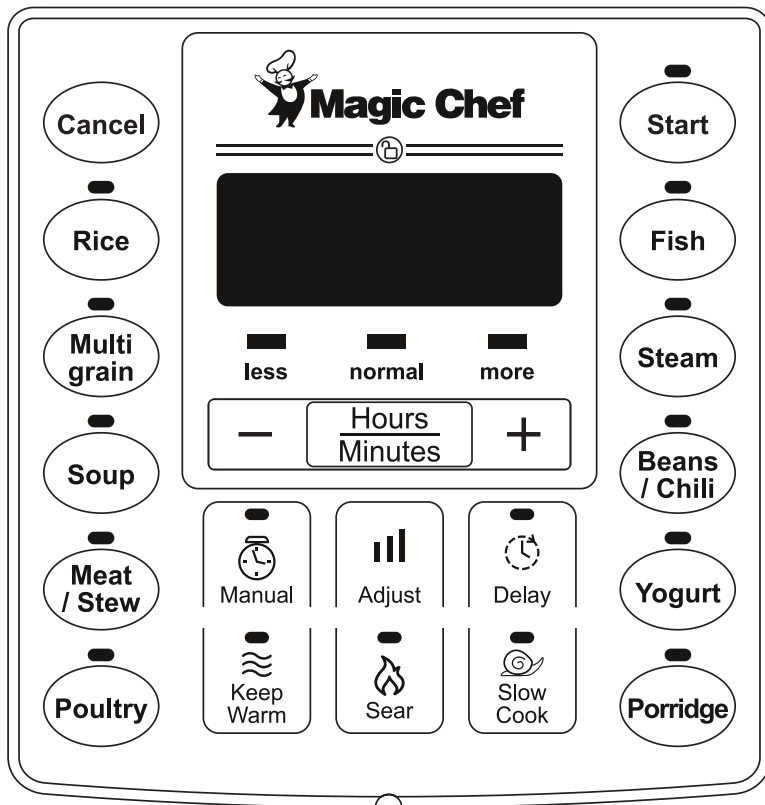 Magic Chef
Cancel
Start
Rice
Fish
Multi
grain
Steam
less normal more
− Hours +
Minutes
Soup
Beans
/ Chili
Manual Adjust Delay
Meat
/ Stew
Yogurt
Keep
Warm
Sear
Slow
Cook
Poultry
Porridge